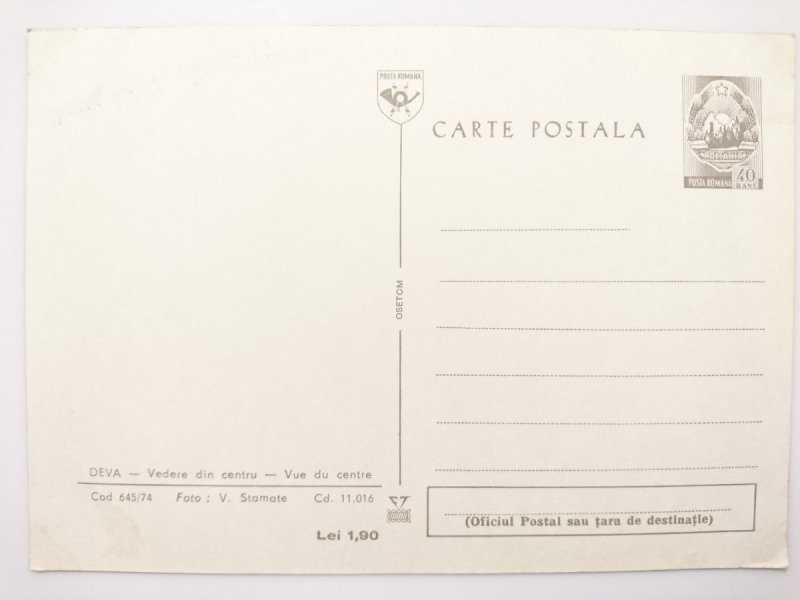 POSTA ROMANA
CARTE POSTALA
ROMANIA
POSTA ROMANA
40
BANI
OSETOM
DEVA — Vedere din centru — Vue du centre
Cod 645/74 Foto : V. Stamate Cd. 11.016
Lei 1,90
(Oficiul Postal sau țara de destinație)